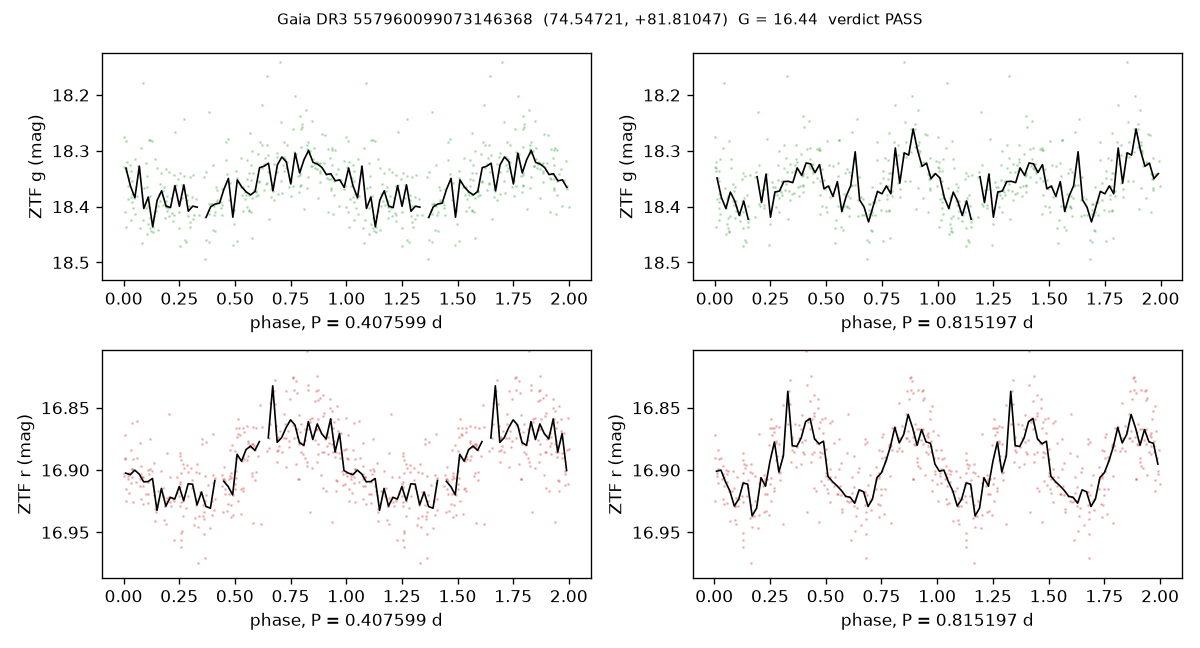 Gaia DR3 557960099073146368  (74.54721, +81.81047)  G = 16.44  verdict PASS
ZTF g (mag)
18.2
18.3
18.4
18.5
0.00 0.25 0.50 0.75 1.00 1.25 1.50 1.75 2.00
phase, P = 0.407599 d
ZTF g (mag)
18.2
18.3
18.4
18.5
0.00 0.25 0.50 0.75 1.00 1.25 1.50 1.75 2.00
phase, P = 0.815197 d
ZTF r (mag)
16.85
16.90
16.95
0.00 0.25 0.50 0.75 1.00 1.25 1.50 1.75 2.00
phase, P = 0.407599 d
ZTF r (mag)
16.85
16.90
16.95
0.00 0.25 0.50 0.75 1.00 1.25 1.50 1.75 2.00
phase, P = 0.815197 d